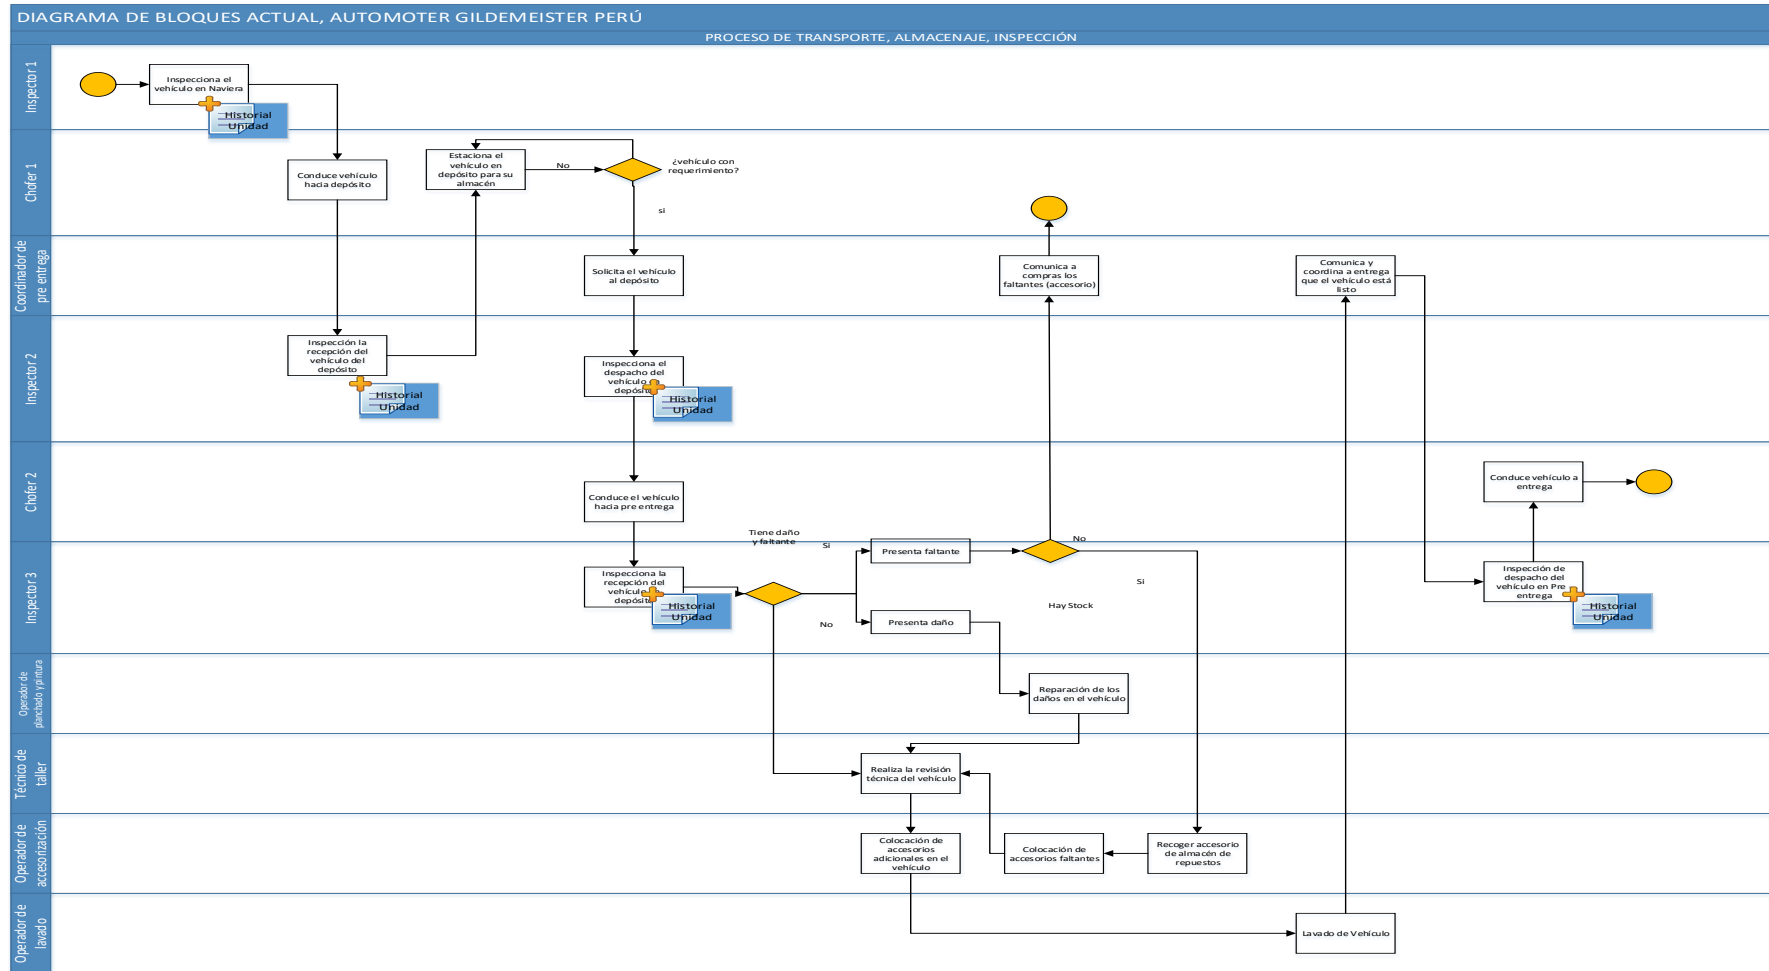 DIAGRAMA DE BLOQUES ACTUAL, AUTOMOTER GILDEMEISTER PERÚ
PROCESO DE TRANSPORTE, ALMACENAJE, INSPECCIÓN
Inspector 1
Inspecciona el
vehículo en Naviera
Historial
Unidad
Chofer 1
Conduce vehículo
hacia depósito
Estaciona el
vehículo en
depósito para su
almacén
No
¿vehículo con
requerimiento?
si
Coordinador de
pre entrega
Solicita el vehículo
al depósito
Comunica a
compras los
faltantes (accesorio)
Comunica y
coordina a entrega
que el vehículo está
listo
Inspector 2
Inspección la
recepción del
vehículo del
depósito
Historial
Unidad
Inspecciona el
despacho del
vehículo
Historial
Unidad
Chofer 2
Conduce el vehículo
hacia pre entrega
Conduce vehículo a
entrega
Tiene daño
y faltante
Si
No
Inspector 3
Inspecciona la
recepción del
vehículo
Historial
Unidad
No
Presenta faltante
Presenta daño
Si
Hay Stock
Inspección de
despacho del
vehículo en Pre
entrega
Historial
Unidad
Operador de
planchado y pintura
Reparación de los
daños en el vehículo
Técnico de
taller
Realiza la revisión
técnica del vehículo
Operador de
accesorización
Colocación de
accesorios
adicionales en el
vehículo
Colocación de
accesorios faltantes
Recoger accesorio
de almacén de
repuestos
Operador de
lavado
Lavado de Vehículo